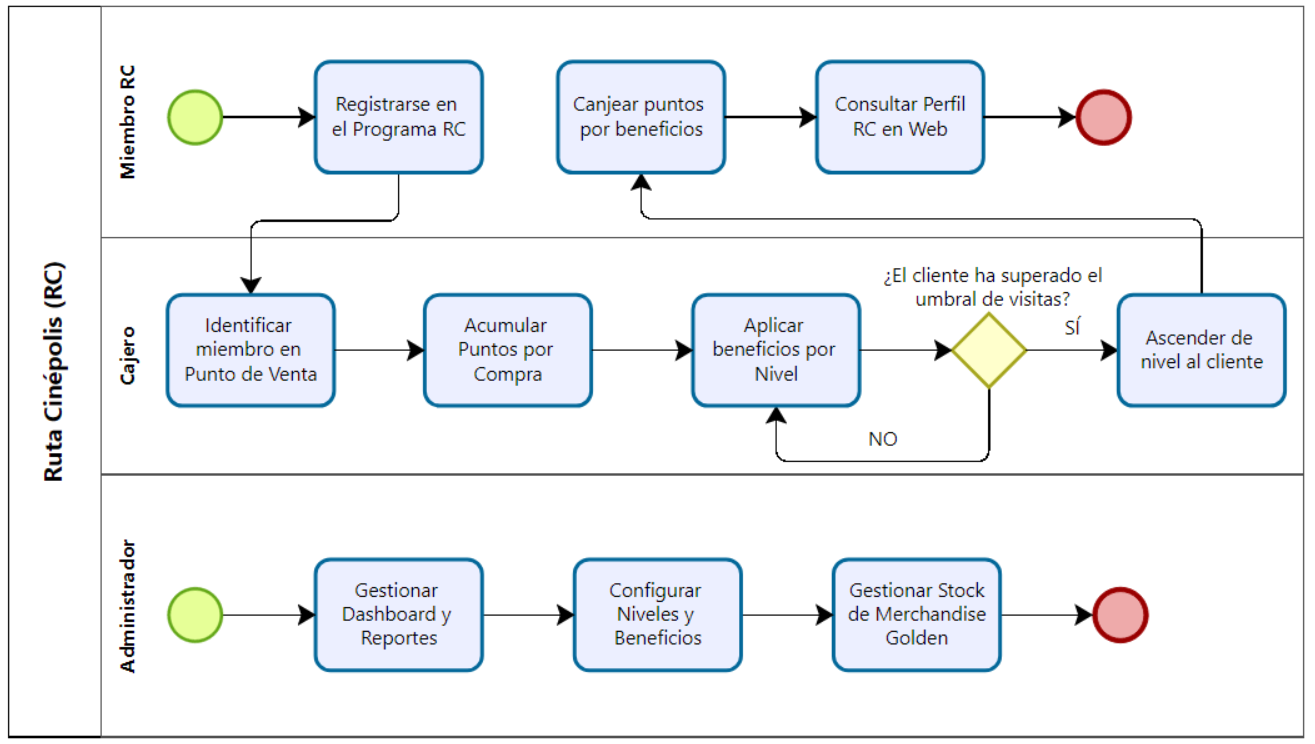 Ruta Cinépolis (RC)
Miembro RC
Registrarse en
el Programa RC
Canjear puntos
por beneficios
Consultar Perfil
RC en Web
Cajero
Identificar
miembro en
Punto de Venta
Acumular
Puntos por
Compra
Aplicar
beneficios por
Nivel
¿El cliente ha superado el
umbral de visitas?
SÍ
NO
Ascender de
nivel al cliente
Administrador
Gestionar
Dashboard y
Reportes
Configurar
Niveles y
Beneficios
Gestionar Stock
de Merchandise
Golden